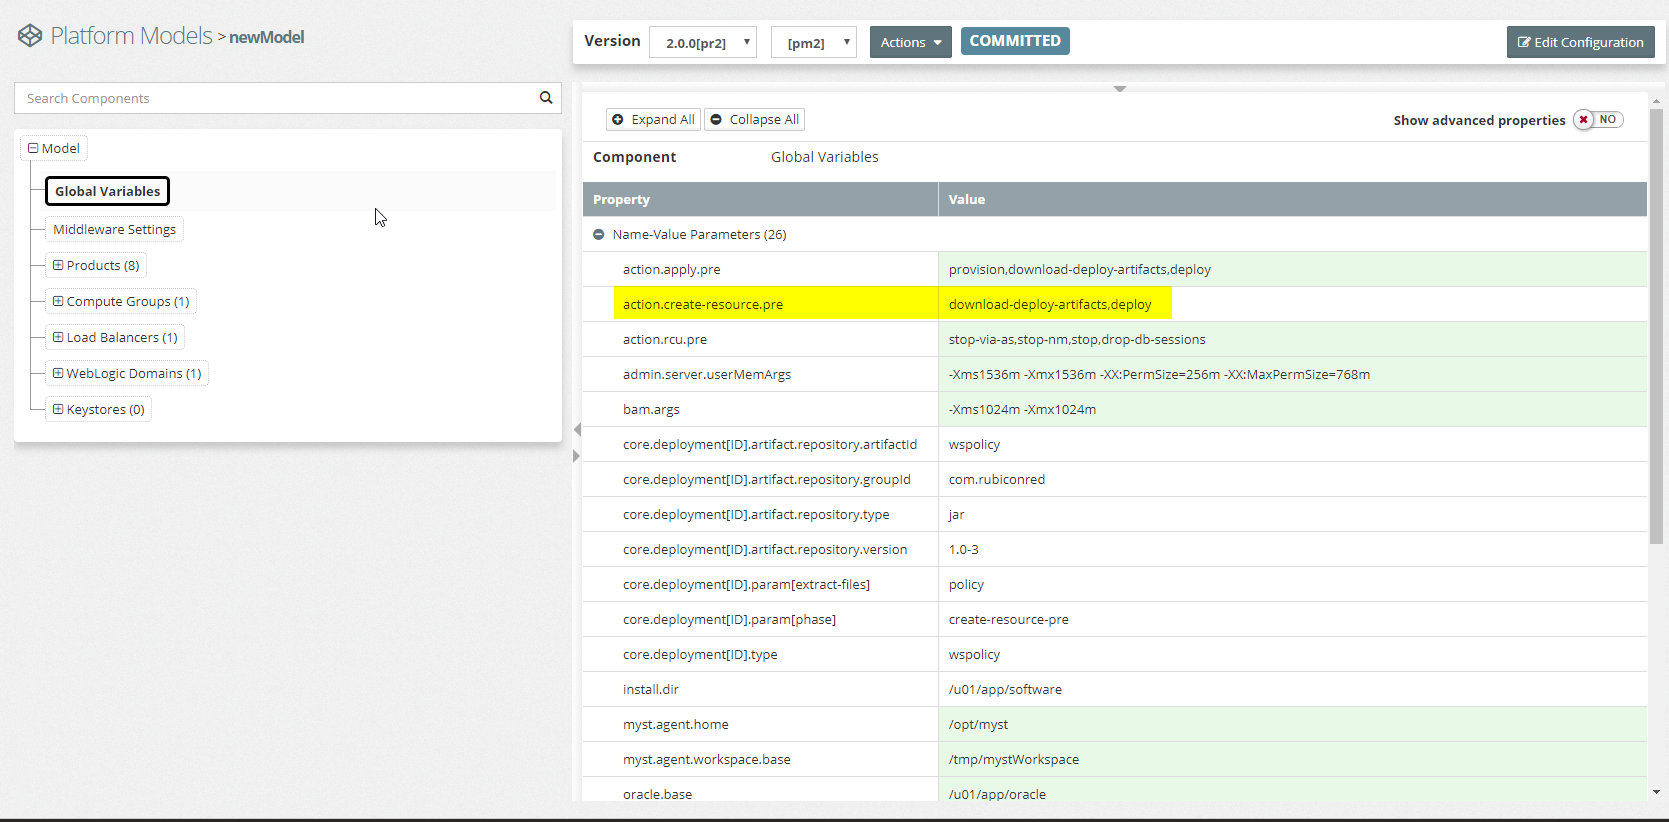 Platform Models > newModel
Version 2.0.0[pr2] [pm2] Actions COMMITTED Edit Configuration
Search Components
Model
Global Variables
Middleware Settings
Products (8)
Compute Groups (1)
Load Balancers (1)
WebLogic Domains (1)
Keystores (0)
Expand All Collapse All Show advanced properties NO
Component Global Variables
Property Value
Name-Value Parameters (26)
action.apply.pre provision,download-deploy-artifacts,deploy
action.create-resource.pre download-deploy-artifacts,deploy
action.rcu.pre stop-via-as,stop-nm,stop,drop-db-sessions
admin.server.userMemArgs -Xms1536m -Xmx1536m -XX:PermSize=256m -XX:MaxPermSize=768m
bam.args -Xms1024m -Xmx1024m
core.deployment[ID].artifact.repository.artifactId wspolicy
core.deployment[ID].artifact.repository.groupId com.rubiconred
core.deployment[ID].artifact.repository.type jar
core.deployment[ID].artifact.repository.version 1.0-3
core.deployment[ID].param[extract-files] policy
core.deployment[ID].param[phase] create-resource-pre
core.deployment[ID].type wspolicy
install.dir /u01/app/software
myst.agent.home /opt/myst
myst.agent.workspace.base /tmp/mystWorkspace
oracle.base /u01/app/oracle